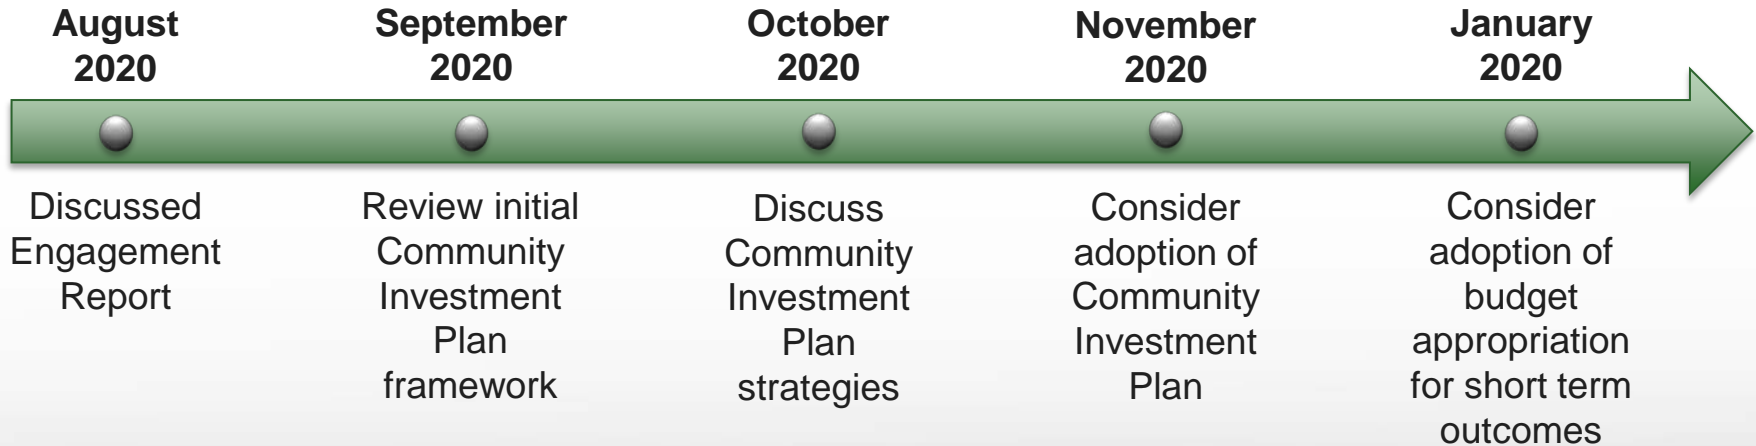 August
2020
September
2020
October
2020
November
2020
January
2020
Discussed
Engagement
Report
Review initial
Community
Investment
Plan
framework
Discuss
Community
Investment
Plan
strategies
Consider
adoption of
Community
Investment
Plan
Consider
adoption of
budget
appropriation
for short term
outcomes